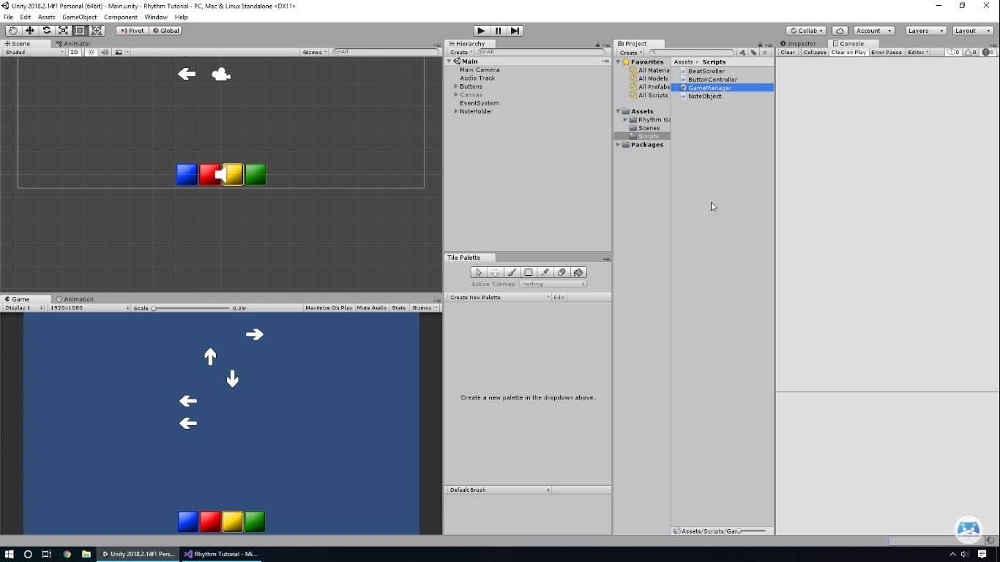 Unity 2018.2.14f1 Personal (64bit) - Main.unity - Rhythm Tutorial - PC, Mac & Linux Standalone <DX11>
File Edit Assets GameObject Component Window Help
Pivot Global Collab Account Layers Layout
Scene Animator
Shaded 2D Gizmos All
Hierarchy
Create All
Main
Main Camera
Audio Track
Buttons
Canvas
EventSystem
NoteHolder
Project
Create
Favorites
All Materia
All Models
All Prefabs
All Scripts
Assets
Rhythm Ga
Scenes
Scripts
Packages
Assets Scripts
BeatScroller
ButtonController
GameManager
NoteObject
Assets/Scripts/Gai
Inspector Console
Clear Collapse Clear on Play Error Pause Editor 0 0 0
Tile Palette
Active Tilemap Nothing
Create New Palette Edit
Create a new palette in the dropdown above.
Default Brush
Game Animation
Display 1 1920x1080 Scale 0.39 Maximize On Play Mute Audio Stats Gizmos
Unity 2018.2.14f1 Pers... Rhythm Tutorial - Mi...